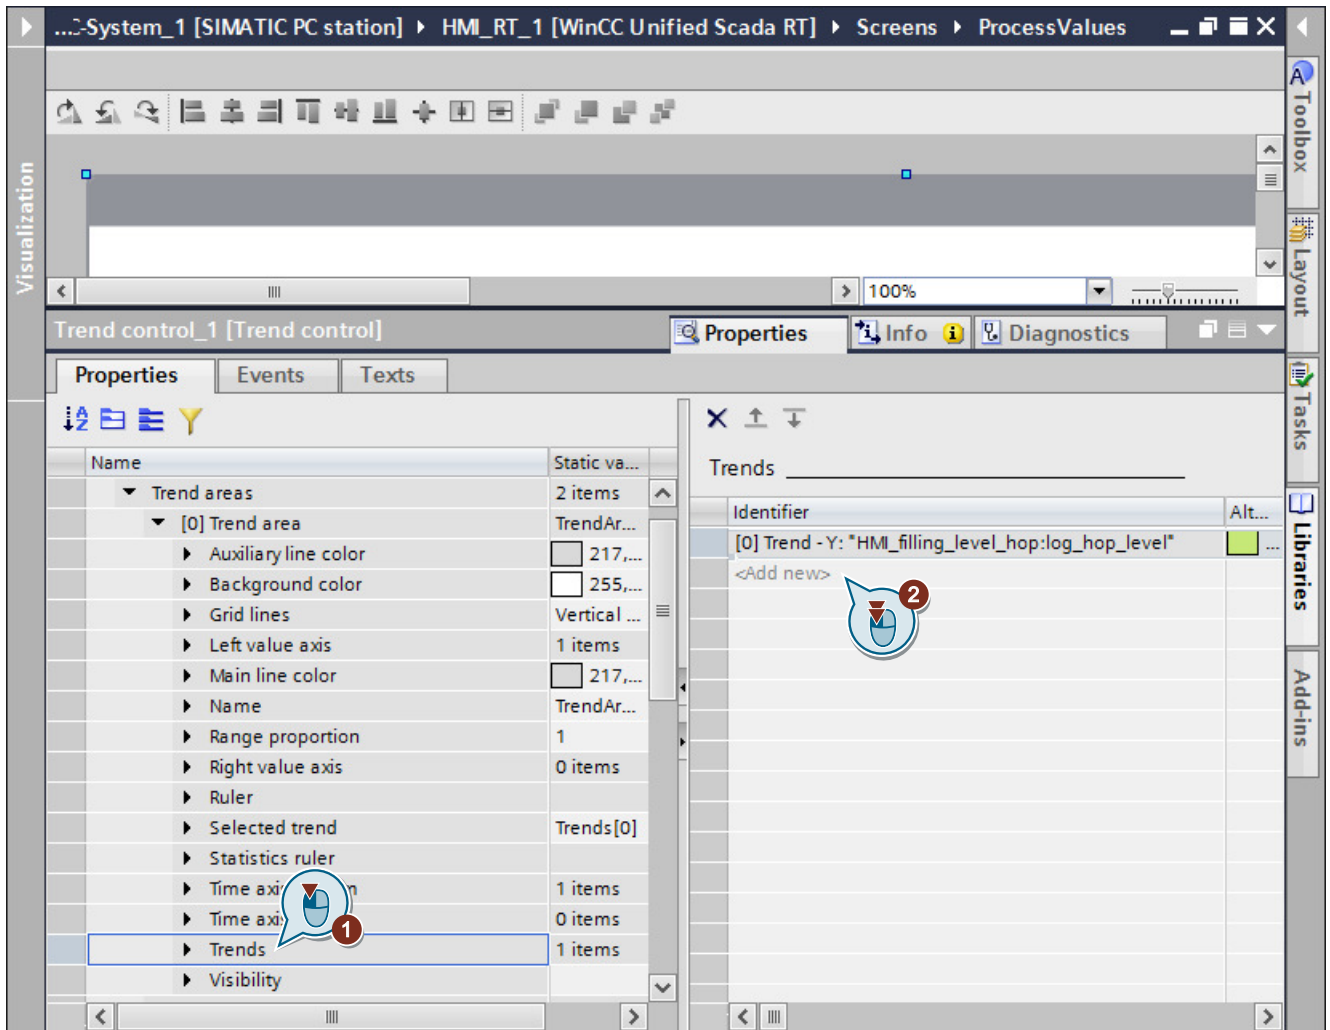 ...C-System_1 [SIMATIC PC station] HMI_RT_1 [WinCC Unified Scada RT] Screens ProcessValues
Visualization
100%
Trend control_1 [Trend control]
Properties Info Diagnostics
Properties Events Texts
Name Static va...
Trend areas 2 items
[0] Trend area TrendAr...
Auxiliary line color 217,...
Background color 255,...
Grid lines Vertical ...
Left value axis 1 items
Main line color 217,...
Name TrendAr...
Range proportion 1
Right value axis 0 items
Ruler
Selected trend Trends[0]
Statistics ruler
Time 1 items
Time 0 items
1
Trends 1 items
Visibility
Trends
Identifier Alt...
[0] Trend - Y: "HMI_filling_level_hop:log_hop_level" ...
<Add new>
2
Toolbox
Layout
Tasks
Libraries
Add-ins